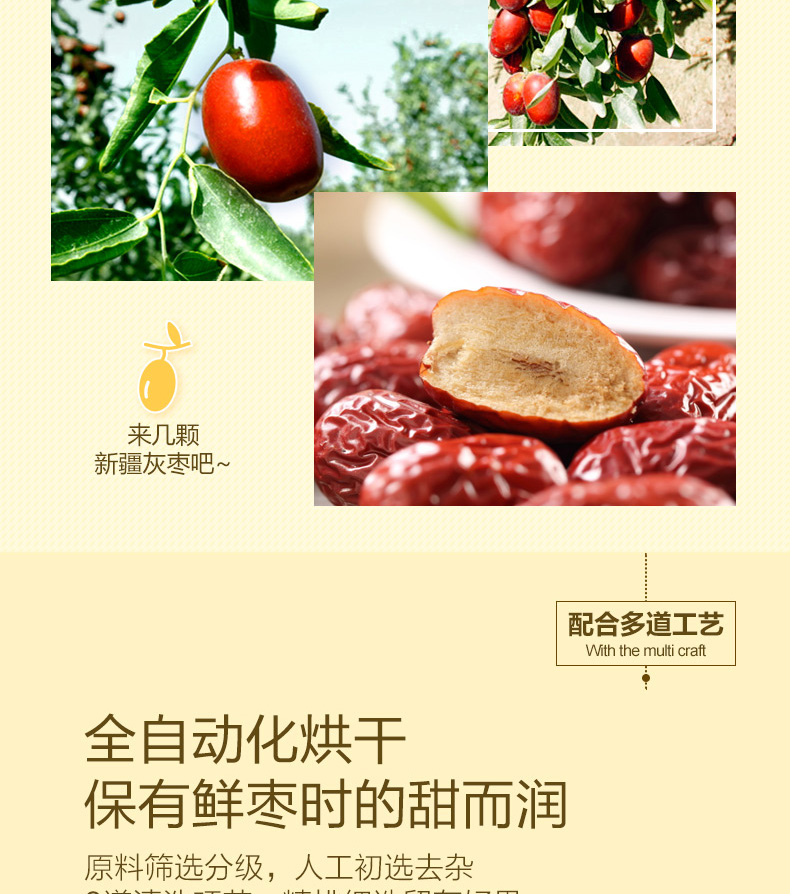 来几颗
新疆灰枣吧~
配合多道工艺
With the multi craft
全自动化烘干
保有鲜枣时的甜而润
原料筛选分级，人工初选去杂